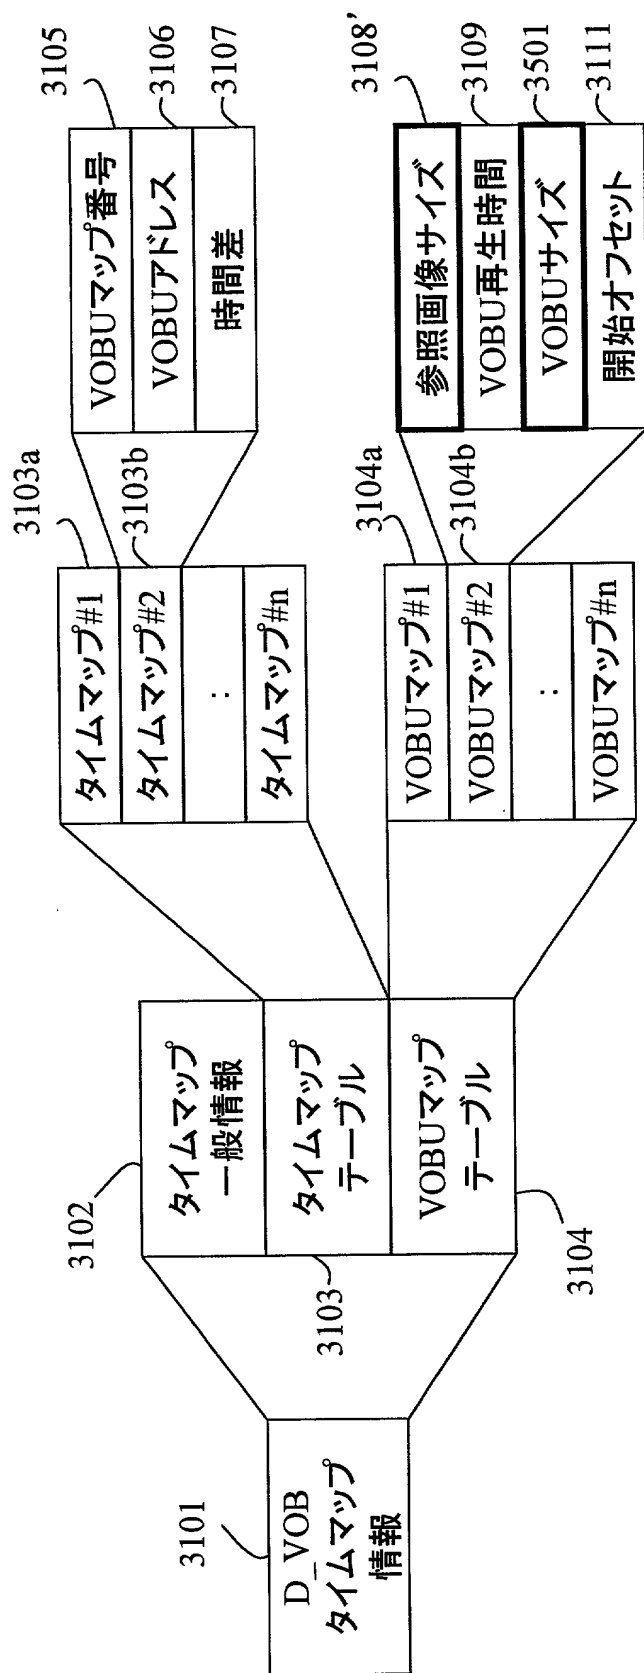 3101
D_VOB
タイムマップ
情報
3102
タイムマップ
一般情報
タイムマップ
テーブル
3103
VOBUマップ
テーブル
3104
3103a
タイムマップ#1
3103b
タイムマップ#2
:
タイムマップ#n
3104a
VOBUマップ#1
3104b
VOBUマップ#2
:
VOBUマップ#n
3105
VOBUマップ番号
3106
VOBUアドレス
3107
時間差
3108'
参照画像サイズ
3109
VOBU再生時間
3501
VOBUサイズ
3111
開始オフセット